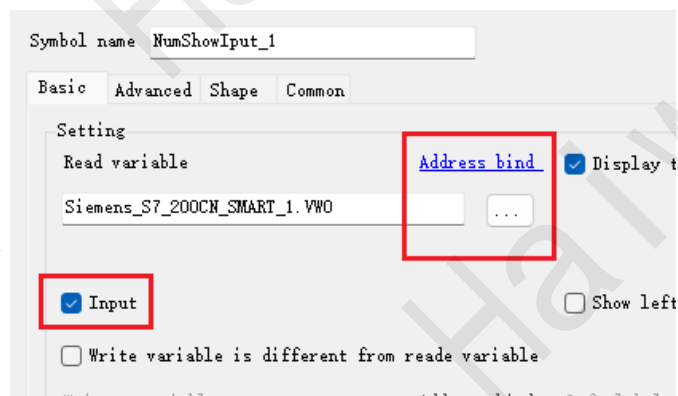 Symbol name NumShowIput_1
Basic Advanced Shape Common
Setting
Read variable Address bind Display t
Siemens_S7_200CN_SMART_1.VW0 ...
Input Show left
Write variable is different from reade variable